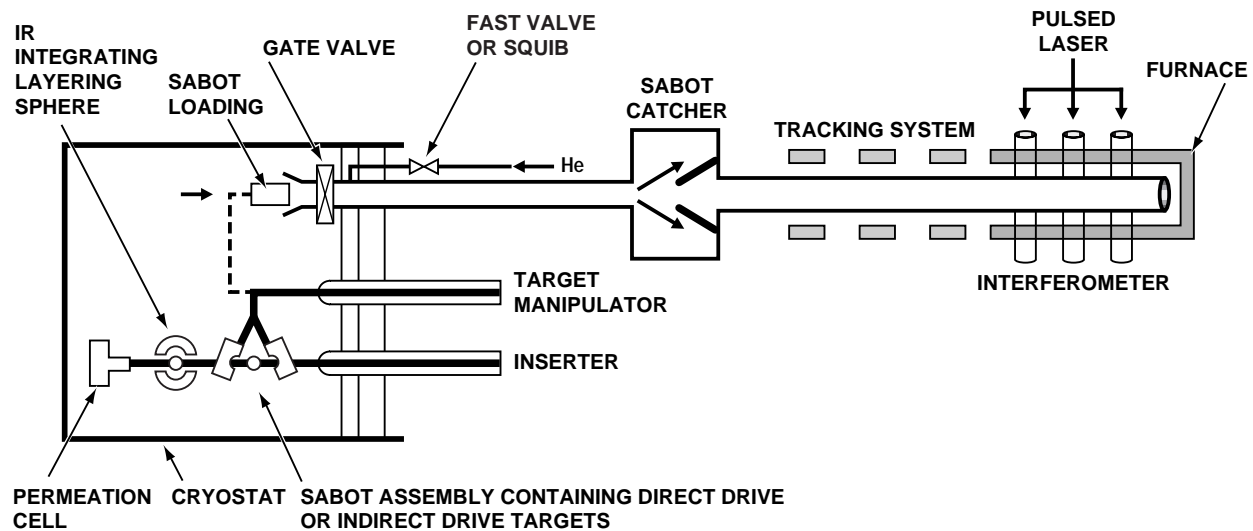 IR
INTEGRATING
LAYERING
SPHERE
SABOT
LOADING
GATE VALVE
FAST VALVE
OR SQUIB
He
SABOT
CATCHER
TRACKING SYSTEM
PULSED
LASER
FURNACE
INTERFEROMETER
TARGET
MANIPULATOR
INSERTER
PERMEATION
CELL
CRYOSTAT
SABOT ASSEMBLY CONTAINING DIRECT DRIVE
OR INDIRECT DRIVE TARGETS